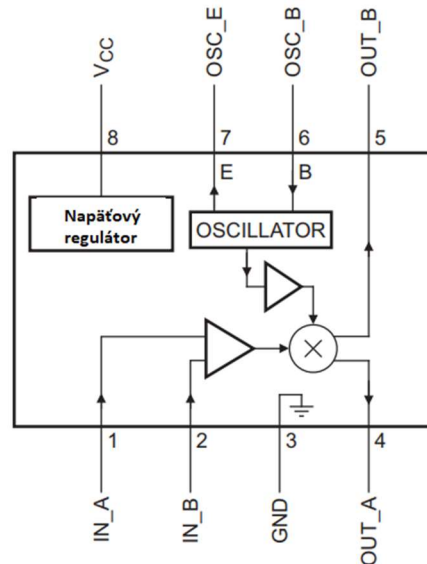 VCC
OSC_E
OSC_B
OUT_B
8
7
6
5
E
B
Napäťový
regulátor
OSCILLATOR
1
2
3
4
IN_A
IN_B
GND
OUT_A